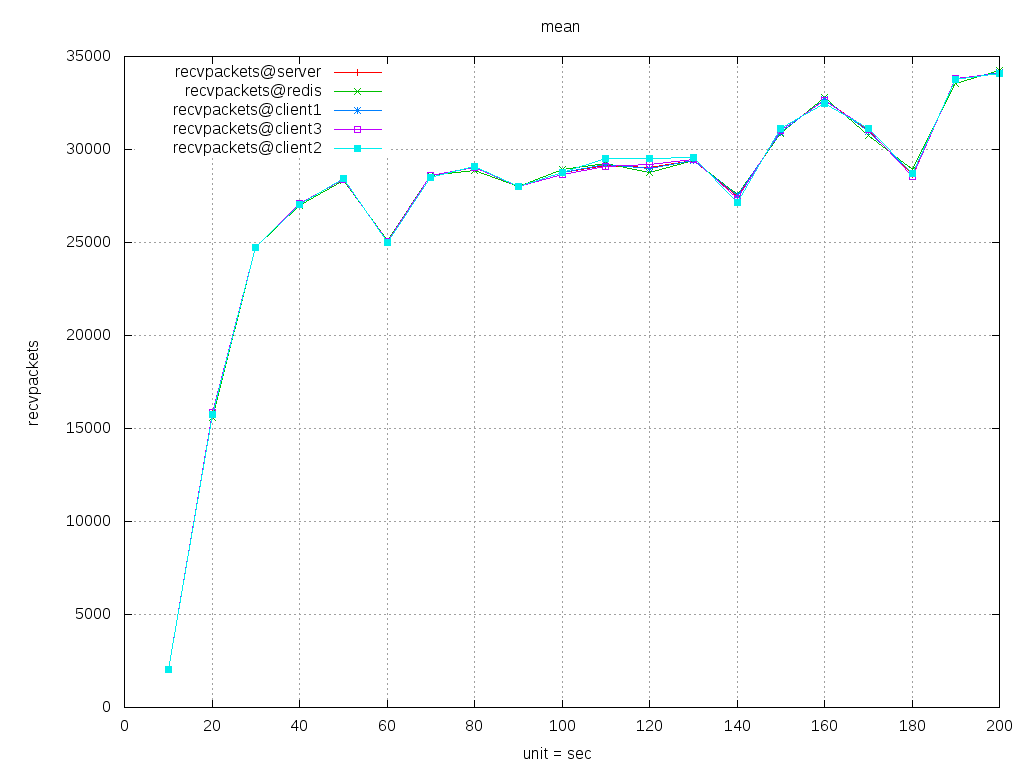 mean
35000
30000
25000
20000
15000
10000
5000
0
recvpackets
recvpackets@server
recvpackets@redis
recvpackets@client1
recvpackets@client3
recvpackets@client2
0 20 40 60 80 100 120 140 160 180 200
unit = sec